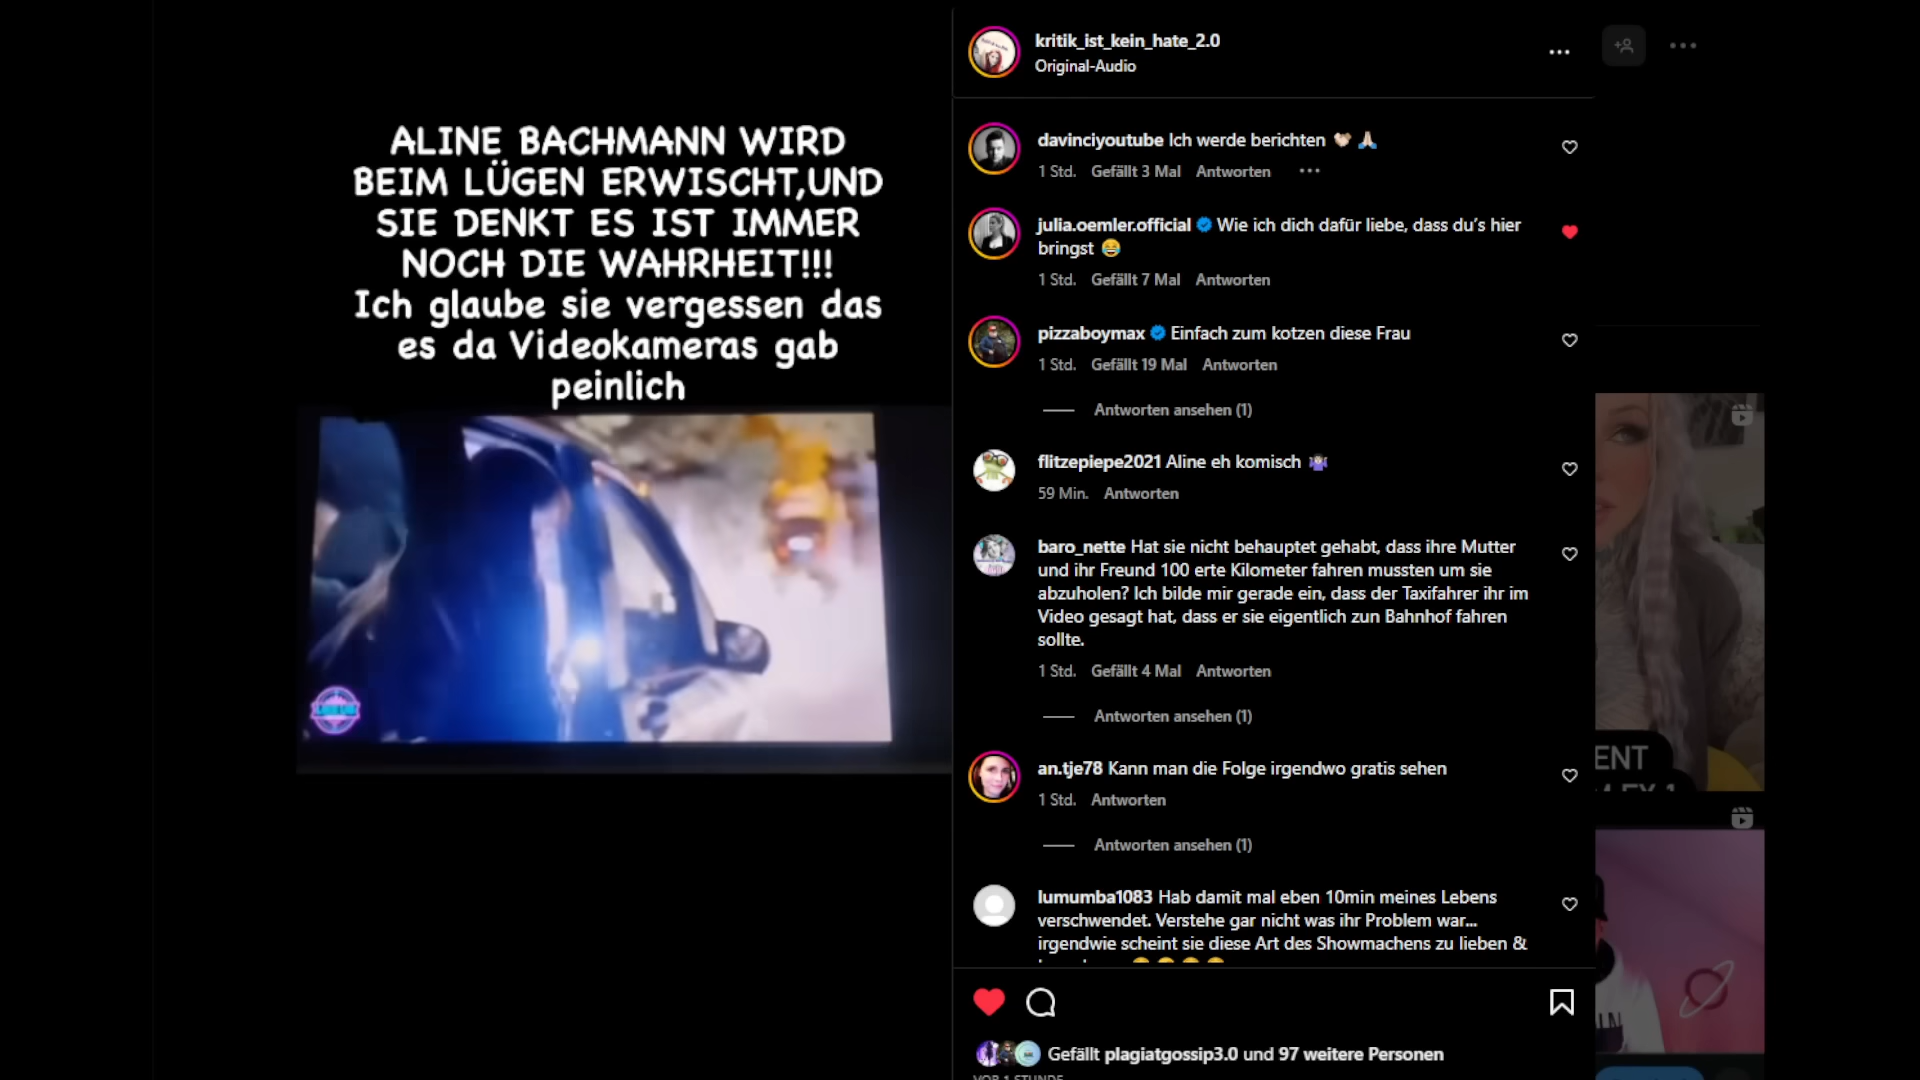 ALINE BACHMANN WIRD
BEIM LÜGEN ERWISCHT,UND
SIE DENKT ES IST IMMER
NOCH DIE WAHRHEIT!!!
Ich glaube sie vergessen das
es da Videokameras gab
peinlich
kritik_ist_kein_hate_2.0
Original-Audio
davinciyoutube Ich werde berichten 🤝🏻 🙏🏻
1 Std. Gefällt 3 Mal Antworten
julia.oemler.official Wie ich dich dafür liebe, dass du’s hier
bringst 😂
1 Std. Gefällt 7 Mal Antworten
pizzaboymax Einfach zum kotzen diese Frau
1 Std. Gefällt 19 Mal Antworten
Antworten ansehen (1)
flitzepiepe2021 Aline eh komisch 🤷🏻‍♀️
59 Min. Antworten
baro_nette Hat sie nicht behauptet gehabt, dass ihre Mutter
und ihr Freund 100 erte Kilometer fahren mussten um sie
abzuholen? Ich bilde mir gerade ein, dass der Taxifahrer ihr im
Video gesagt hat, dass er sie eigentlich zun Bahnhof fahren
sollte.
1 Std. Gefällt 4 Mal Antworten
Antworten ansehen (1)
an.tje78 Kann man die Folge irgendwo gratis sehen
1 Std. Antworten
Antworten ansehen (1)
lumumba1083 Hab damit mal eben 10min meines Lebens
verschwendet. Verstehe gar nicht was ihr Problem war...
irgendwie scheint sie diese Art des Showmachens zu lieben &
Gefällt plagiatgossip3.0 und 97 weitere Personen
VOR 1 STUNDE
ENT